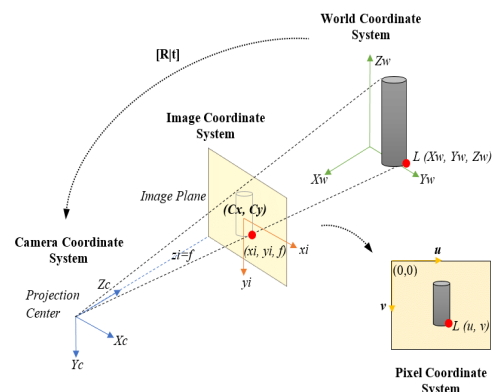 World Coordinate
System
[R|t]
Zw
Image Coordinate
System
L (Xw, Yw, Zw)
Xw
Yw
Image Plane
(Cx, Cy)
Camera Coordinate
System
zi=f
(xi, yi, f)
xi
yi
u
(0,0)
Zc
Projection
Center
v
L (u, v)
Xc
Yc
Pixel Coordinate
System